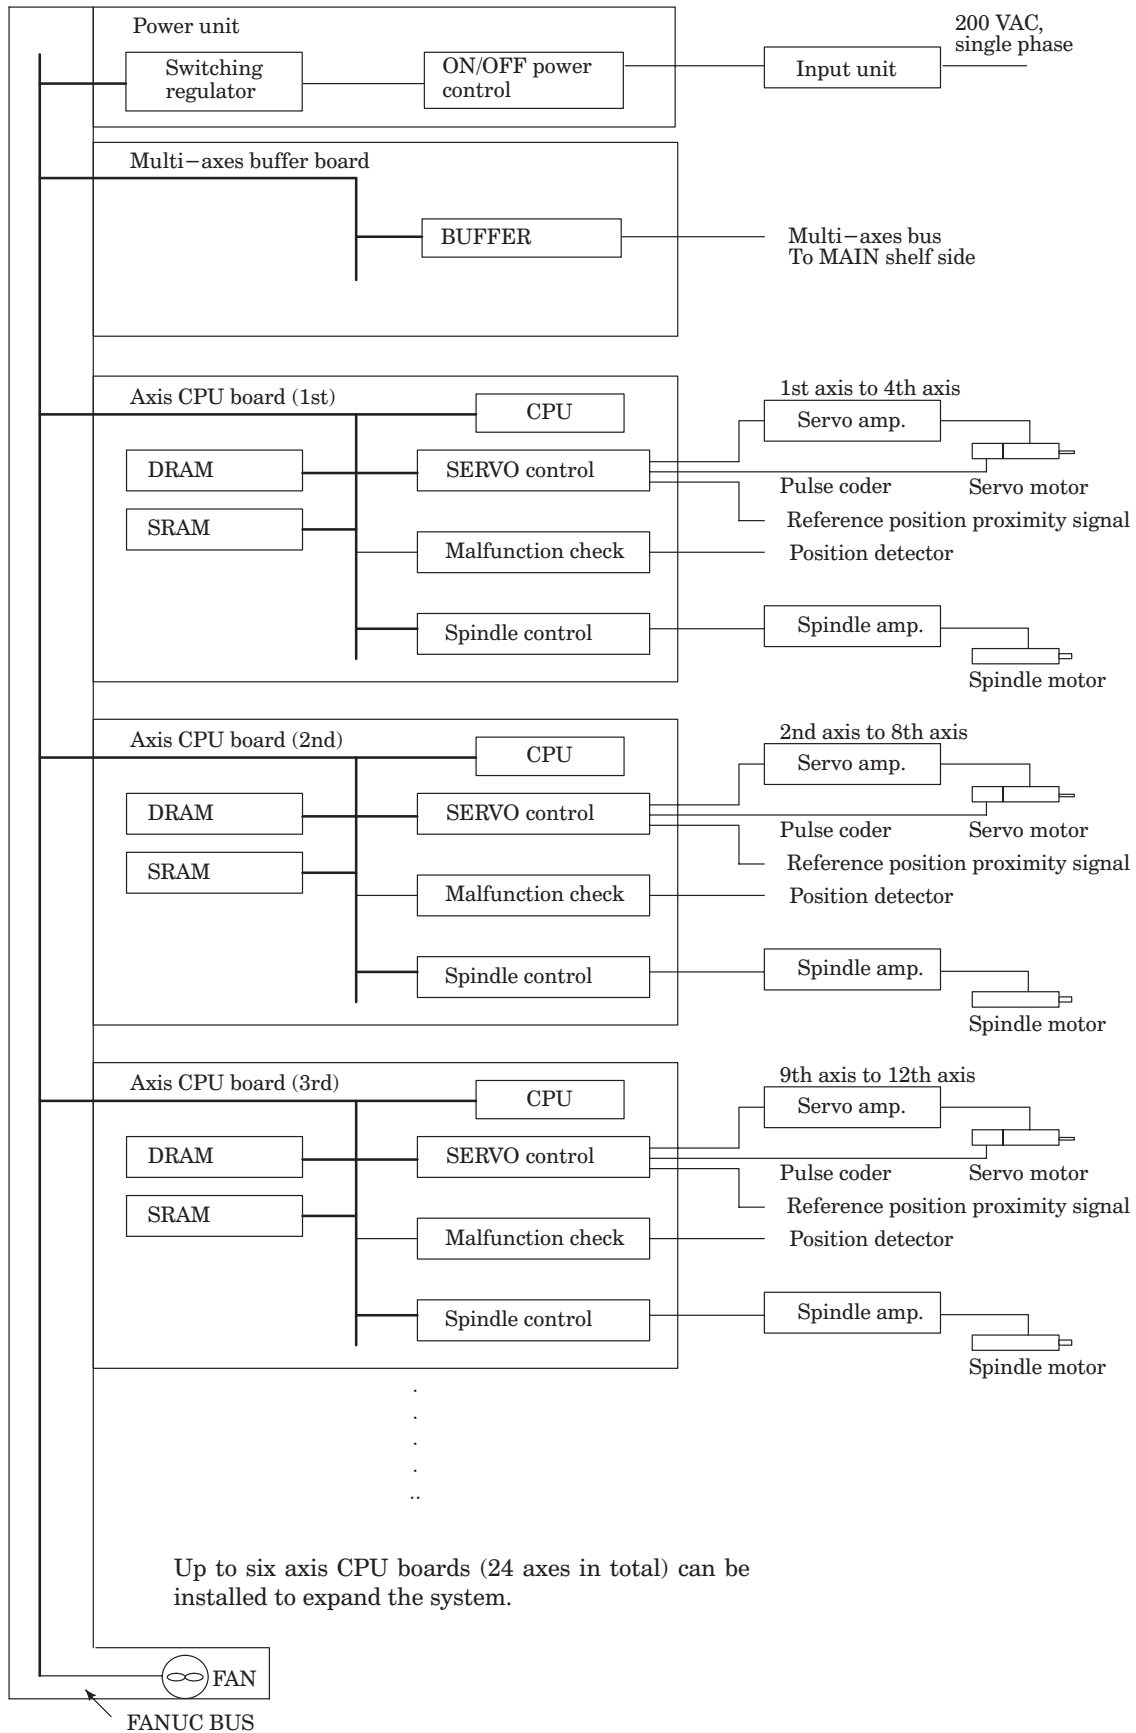 Power unit
Switching
regulator
ON/OFF power
control
Input unit
200 VAC,
single phase
Multi−axes buffer board
BUFFER
Multi−axes bus
To MAIN shelf side
Axis CPU board (1st)
CPU
DRAM
SERVO control
SRAM
Malfunction check
Spindle control
1st axis to 4th axis
Servo amp.
Pulse coder
Servo motor
Reference position proximity signal
Position detector
Spindle amp.
Spindle motor
Axis CPU board (2nd)
CPU
DRAM
SERVO control
SRAM
Malfunction check
Spindle control
2nd axis to 8th axis
Servo amp.
Pulse coder
Servo motor
Reference position proximity signal
Position detector
Spindle amp.
Spindle motor
Axis CPU board (3rd)
CPU
DRAM
SERVO control
SRAM
Malfunction check
Spindle control
9th axis to 12th axis
Servo amp.
Pulse coder
Servo motor
Reference position proximity signal
Position detector
Spindle amp.
Spindle motor
.
.
.
.
..
Up to six axis CPU boards (24 axes in total) can be
installed to expand the system.
FAN
FANUC BUS